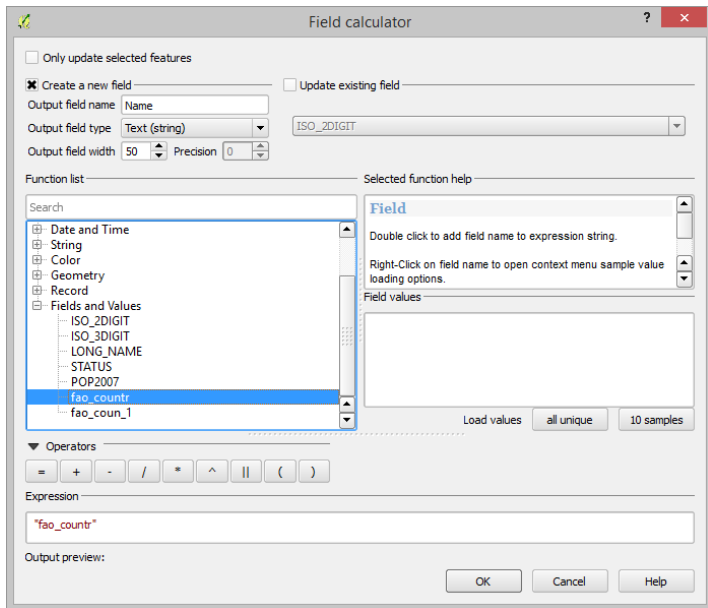 Field calculator
?
Only update selected features
Create a new field
Update existing field
Output field name Name
Output field type Text (string)
ISO_2DIGIT
Output field width 50 Precision 0
Function list
Selected function help
Search
Field
Double click to add field name to expression string.
Right-Click on field name to open context menu sample value
loading options.
Date and Time
String
Color
Geometry
Record
Fields and Values
ISO_2DIGIT
ISO_3DIGIT
LONG_NAME
STATUS
POP2007
fao_countr
fao_coun_1
Field values
Load values all unique 10 samples
Operators
= + - / * ^ || ( )
Expression
"fao_countr"
Output preview:
OK Cancel Help